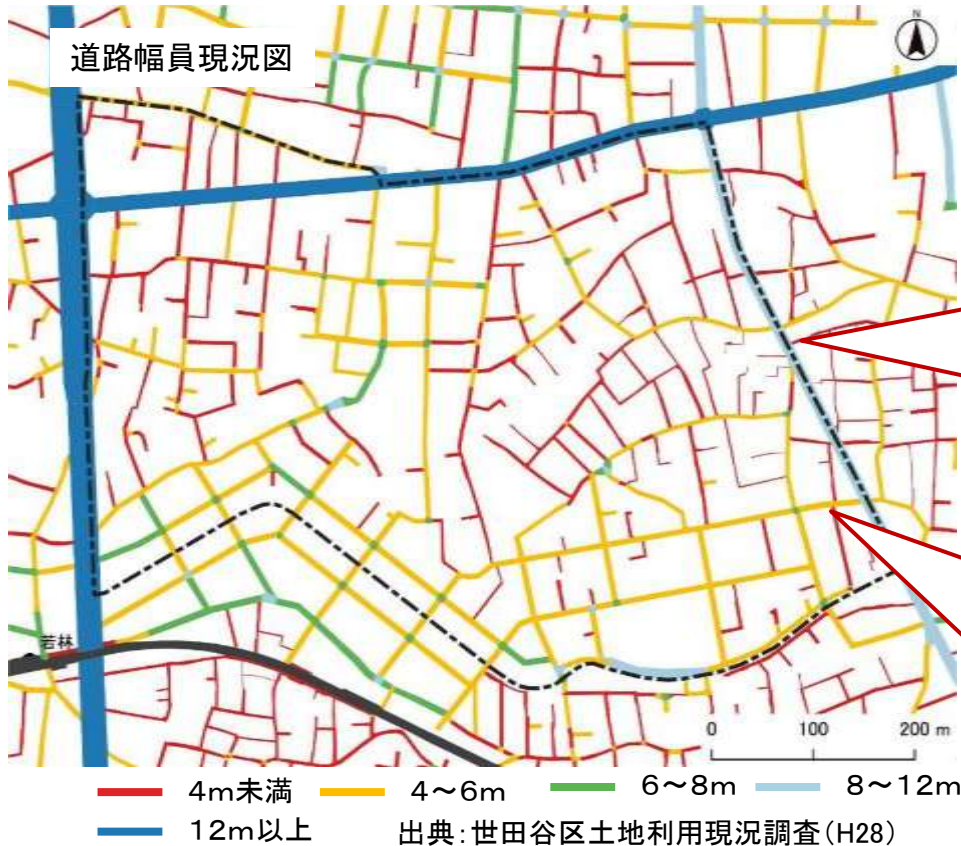 道路幅員現況図
N
若林
0 100 200 m
4m未満 4～6m 6～8m 8～12m
12m以上 出典:世田谷区土地利用現況調査(H28)